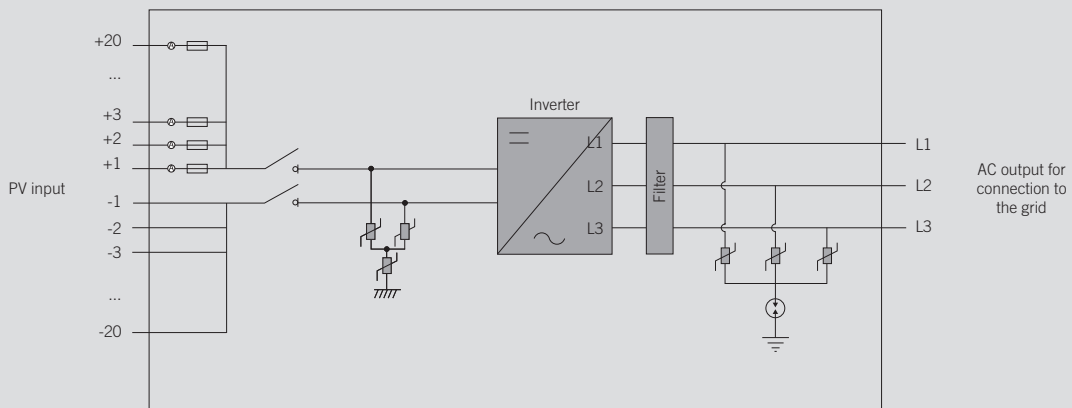 PV input
+20
...
+3
+2
+1
-1
-2
-3
...
-20
Inverter
L1
L2
L3
Filter
L1
L2
L3
AC output for
connection to
the grid